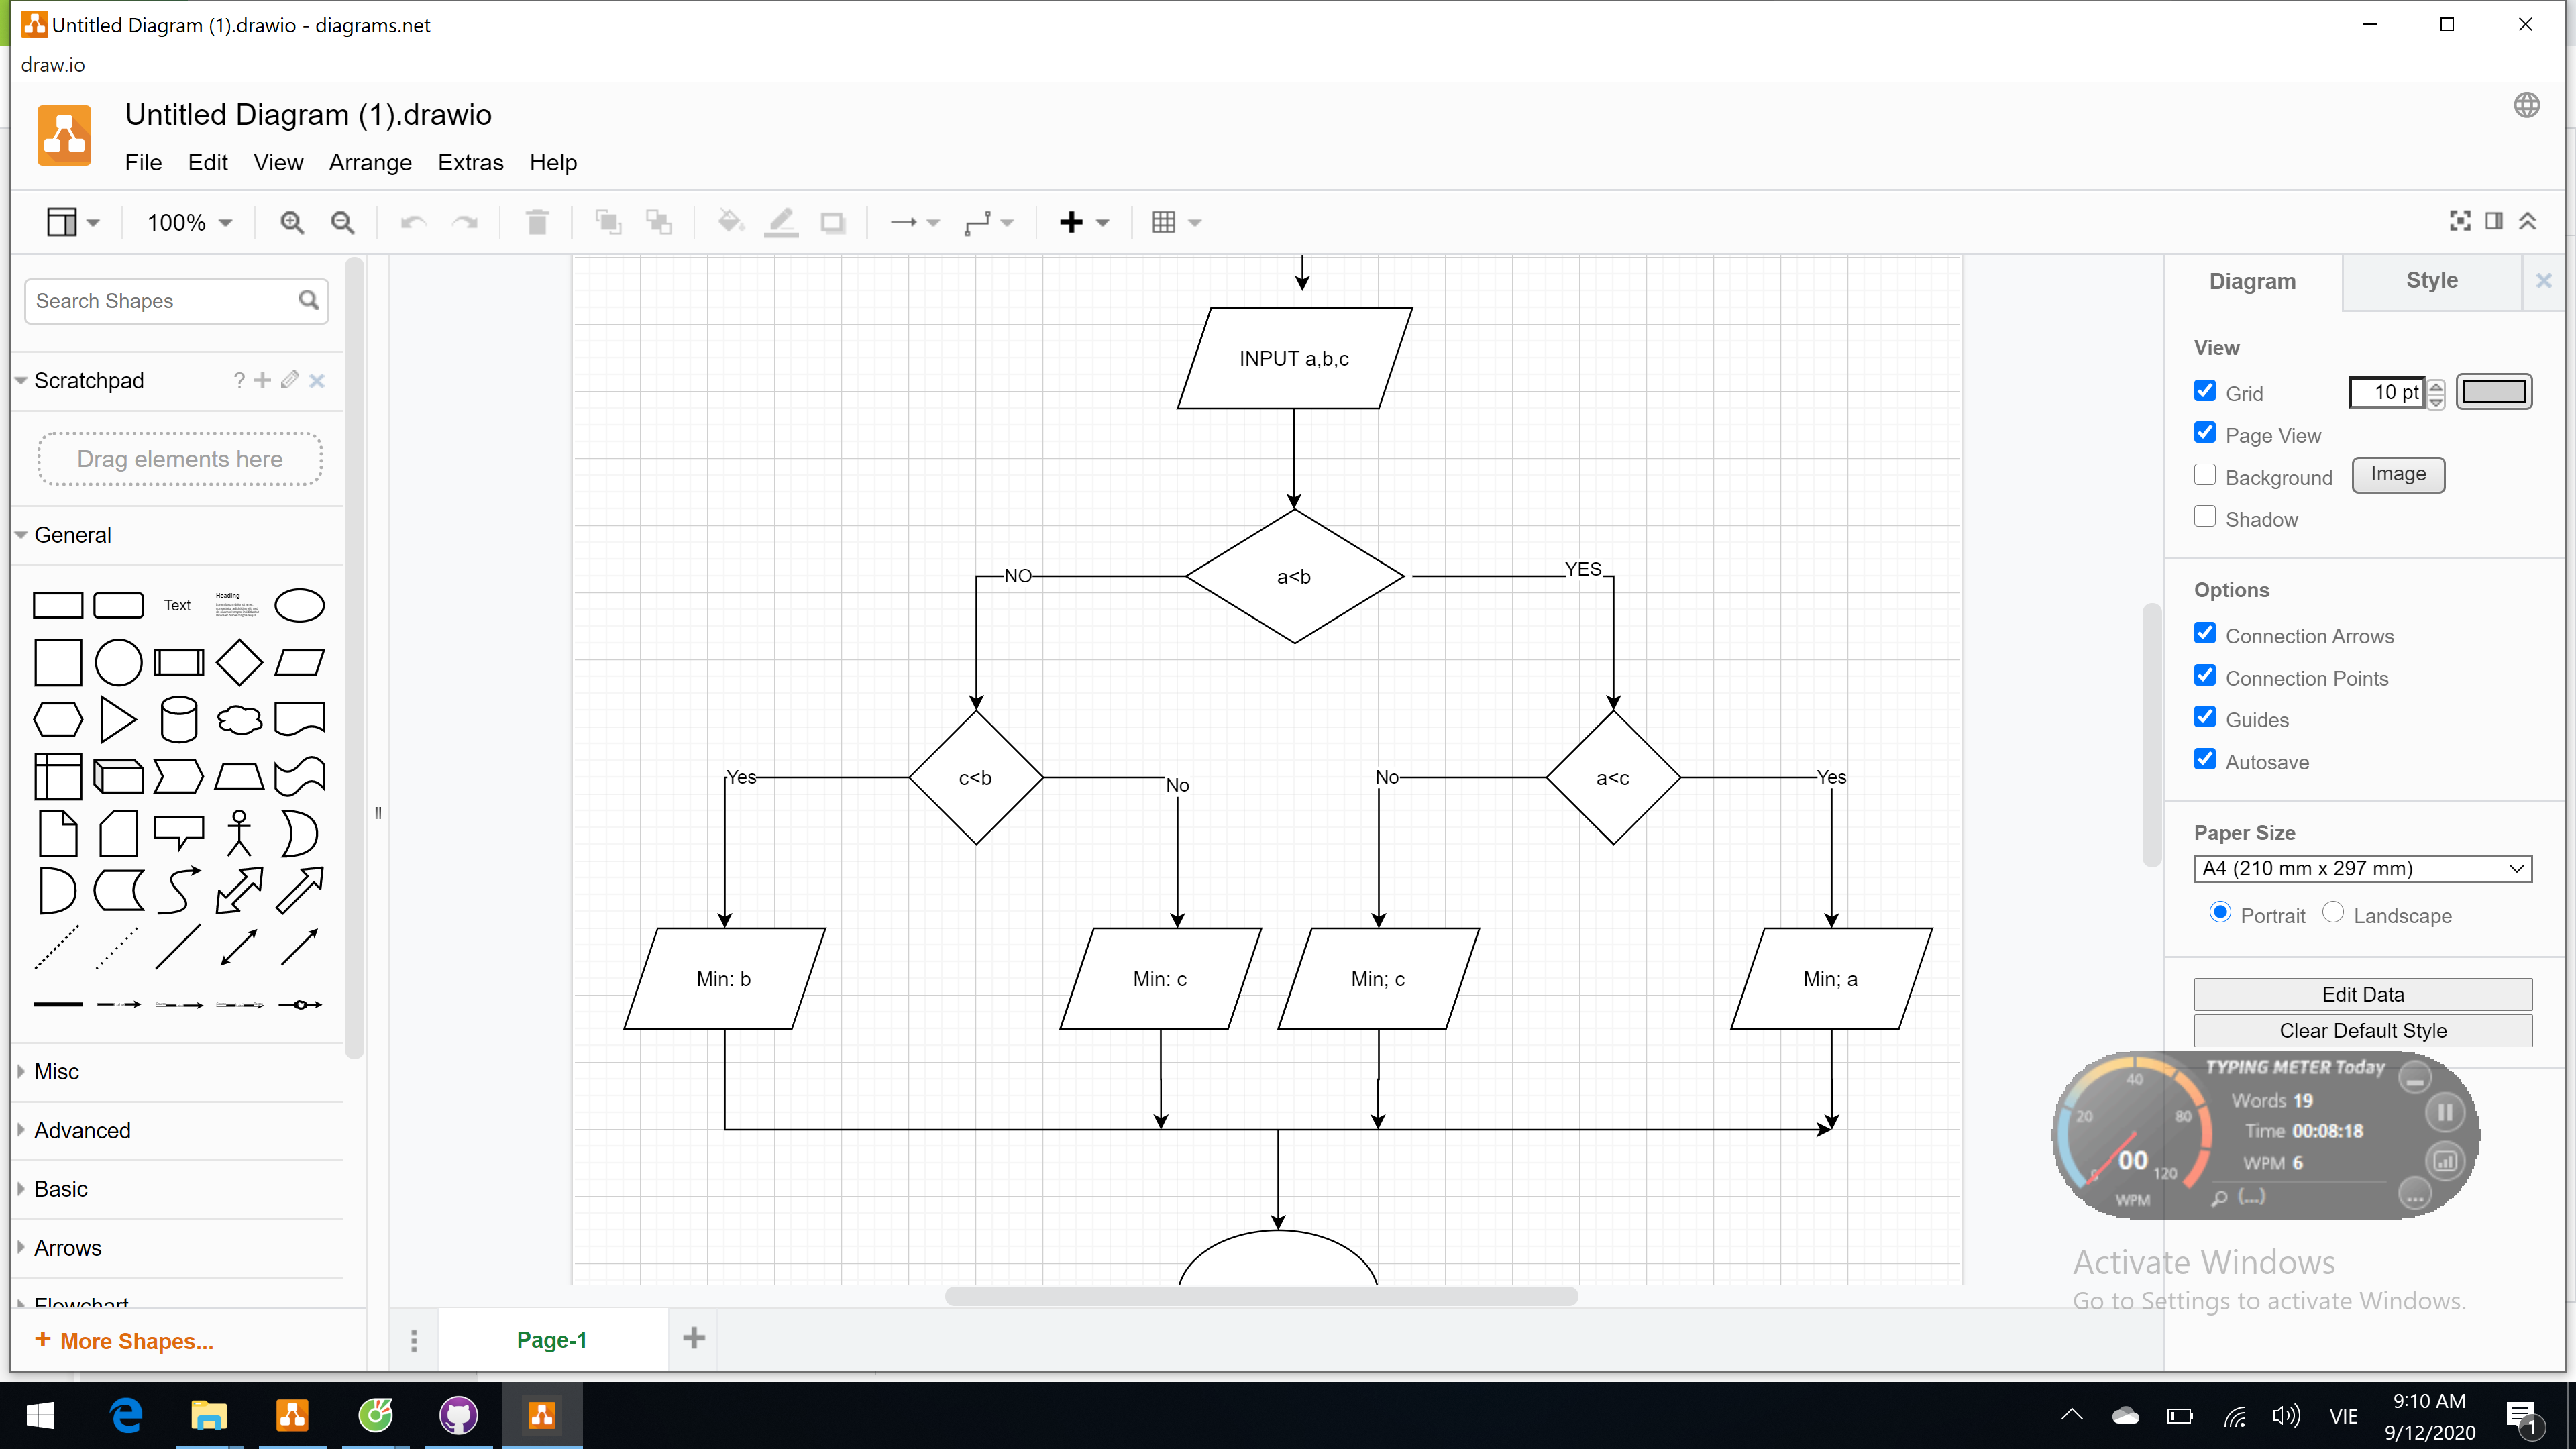 Untitled Diagram (1).drawio - diagrams.net
draw.io
Untitled Diagram (1).drawio
File Edit View Arrange Extras Help
100%
Search Shapes
Scratchpad ?
Drag elements here
General
Text
Heading
Misc
Advanced
Basic
Arrows
Flowchart
+ More Shapes...
INPUT a,b,c
a<b
NO
YES
c<b
a<c
Yes
No
No
Yes
Min: b
Min: c
Min; c
Min; a
Page-1
Diagram
Style
View
Grid
10 pt
Page View
Background
Image
Shadow
Options
Connection Arrows
Connection Points
Guides
Autosave
Paper Size
A4 (210 mm x 297 mm)
Portrait
Landscape
Edit Data
Clear Default Style
TYPING METER Today
Words 19
Time 00:08:18
WPM 6
(...)
20
40
80
120
00
WPM
Activate Windows
Go to Settings to activate Windows.
VIE
9:10 AM
9/12/2020
1